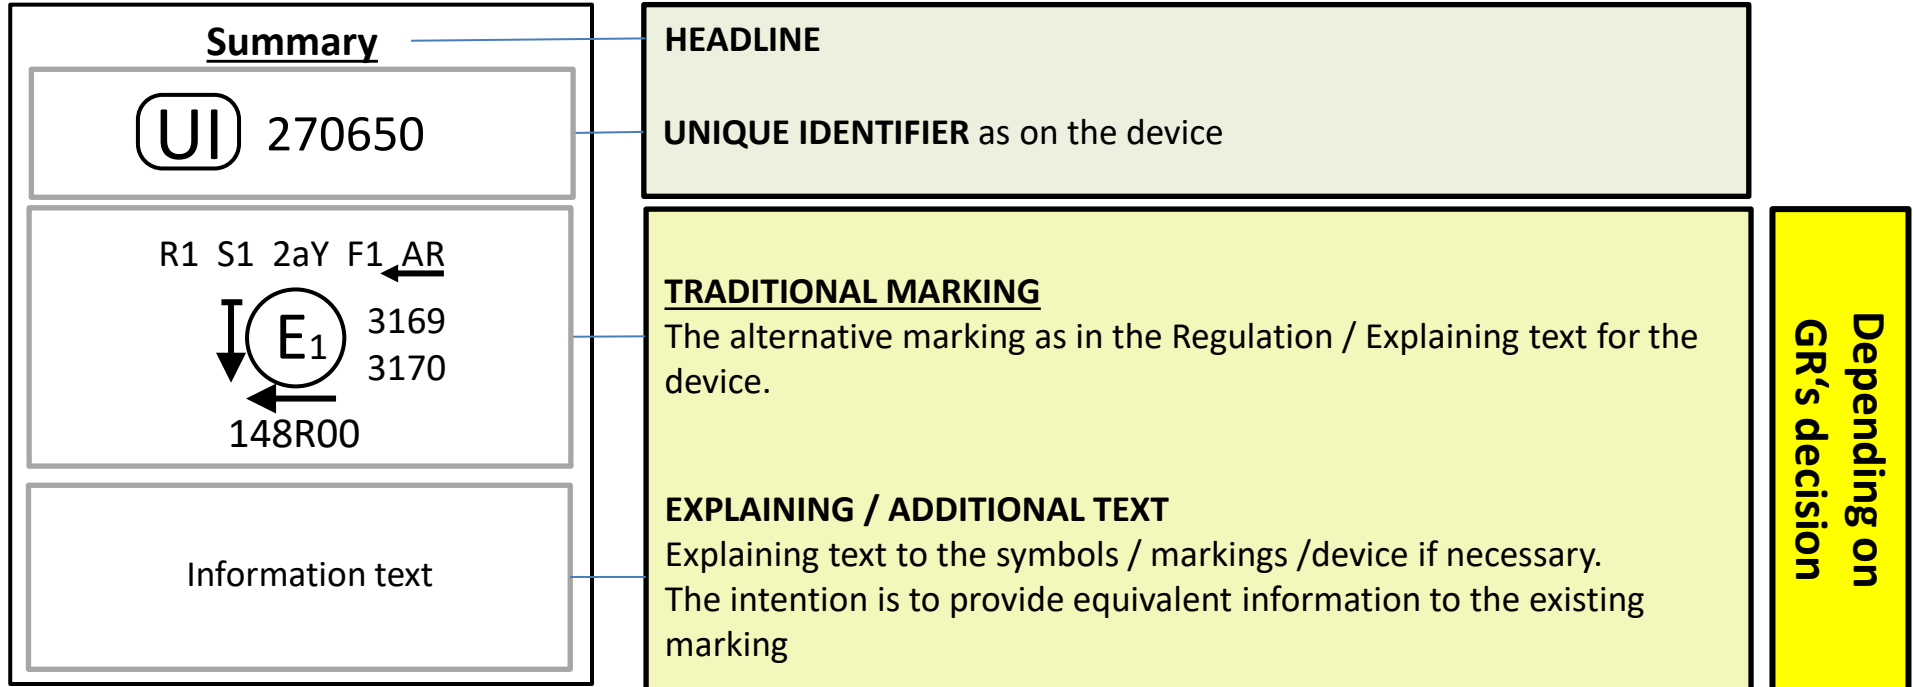 Summary
UI 270650
R1 S1 2aY F1 AR
E1
3169
3170
148R00
Information text
HEADLINE
UNIQUE IDENTIFIER as on the device
TRADITIONAL MARKING
The alternative marking as in the Regulation / Explaining text for the
device.
EXPLAINING / ADDITIONAL TEXT
Explaining text to the symbols / markings /device if necessary.
The intention is to provide equivalent information to the existing
marking
Depending on
GR‘s decision